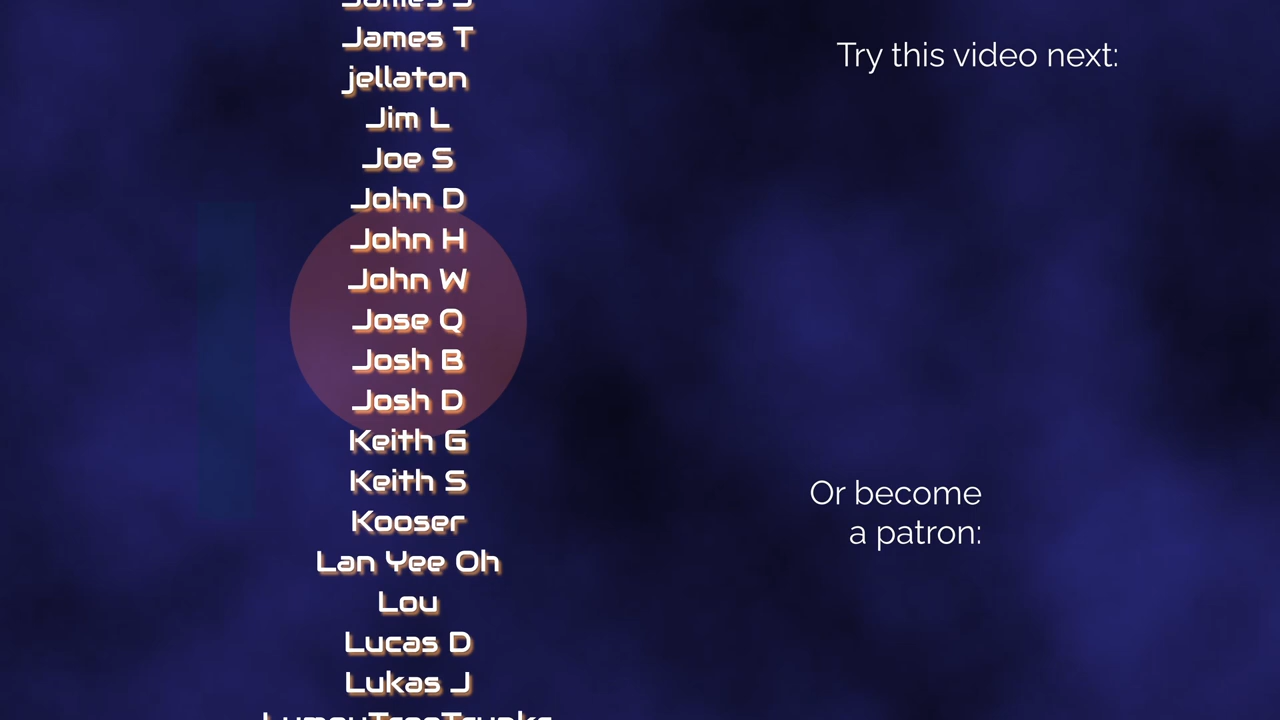 James T
jellaton
Jim L
Joe S
John D
John H
John W
Jose Q
Josh B
Josh D
Keith G
Keith S
Kooser
Lan Yee Oh
Lou
Lucas D
Lukas J
Try this video next:
Or become
a patron: